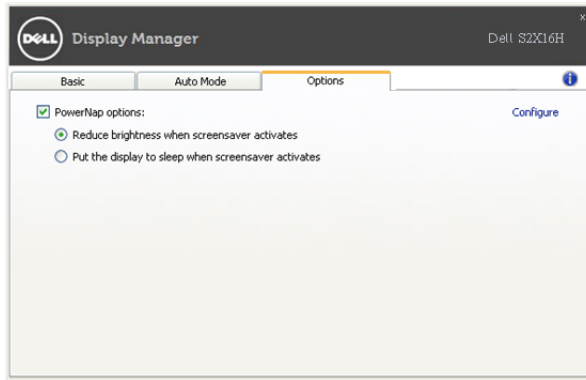 DELL Display Manager Dell S2X16H x
Basic Auto Mode Options i
PowerNap options: Configure
Reduce brightness when screensaver activates
Put the display to sleep when screensaver activates